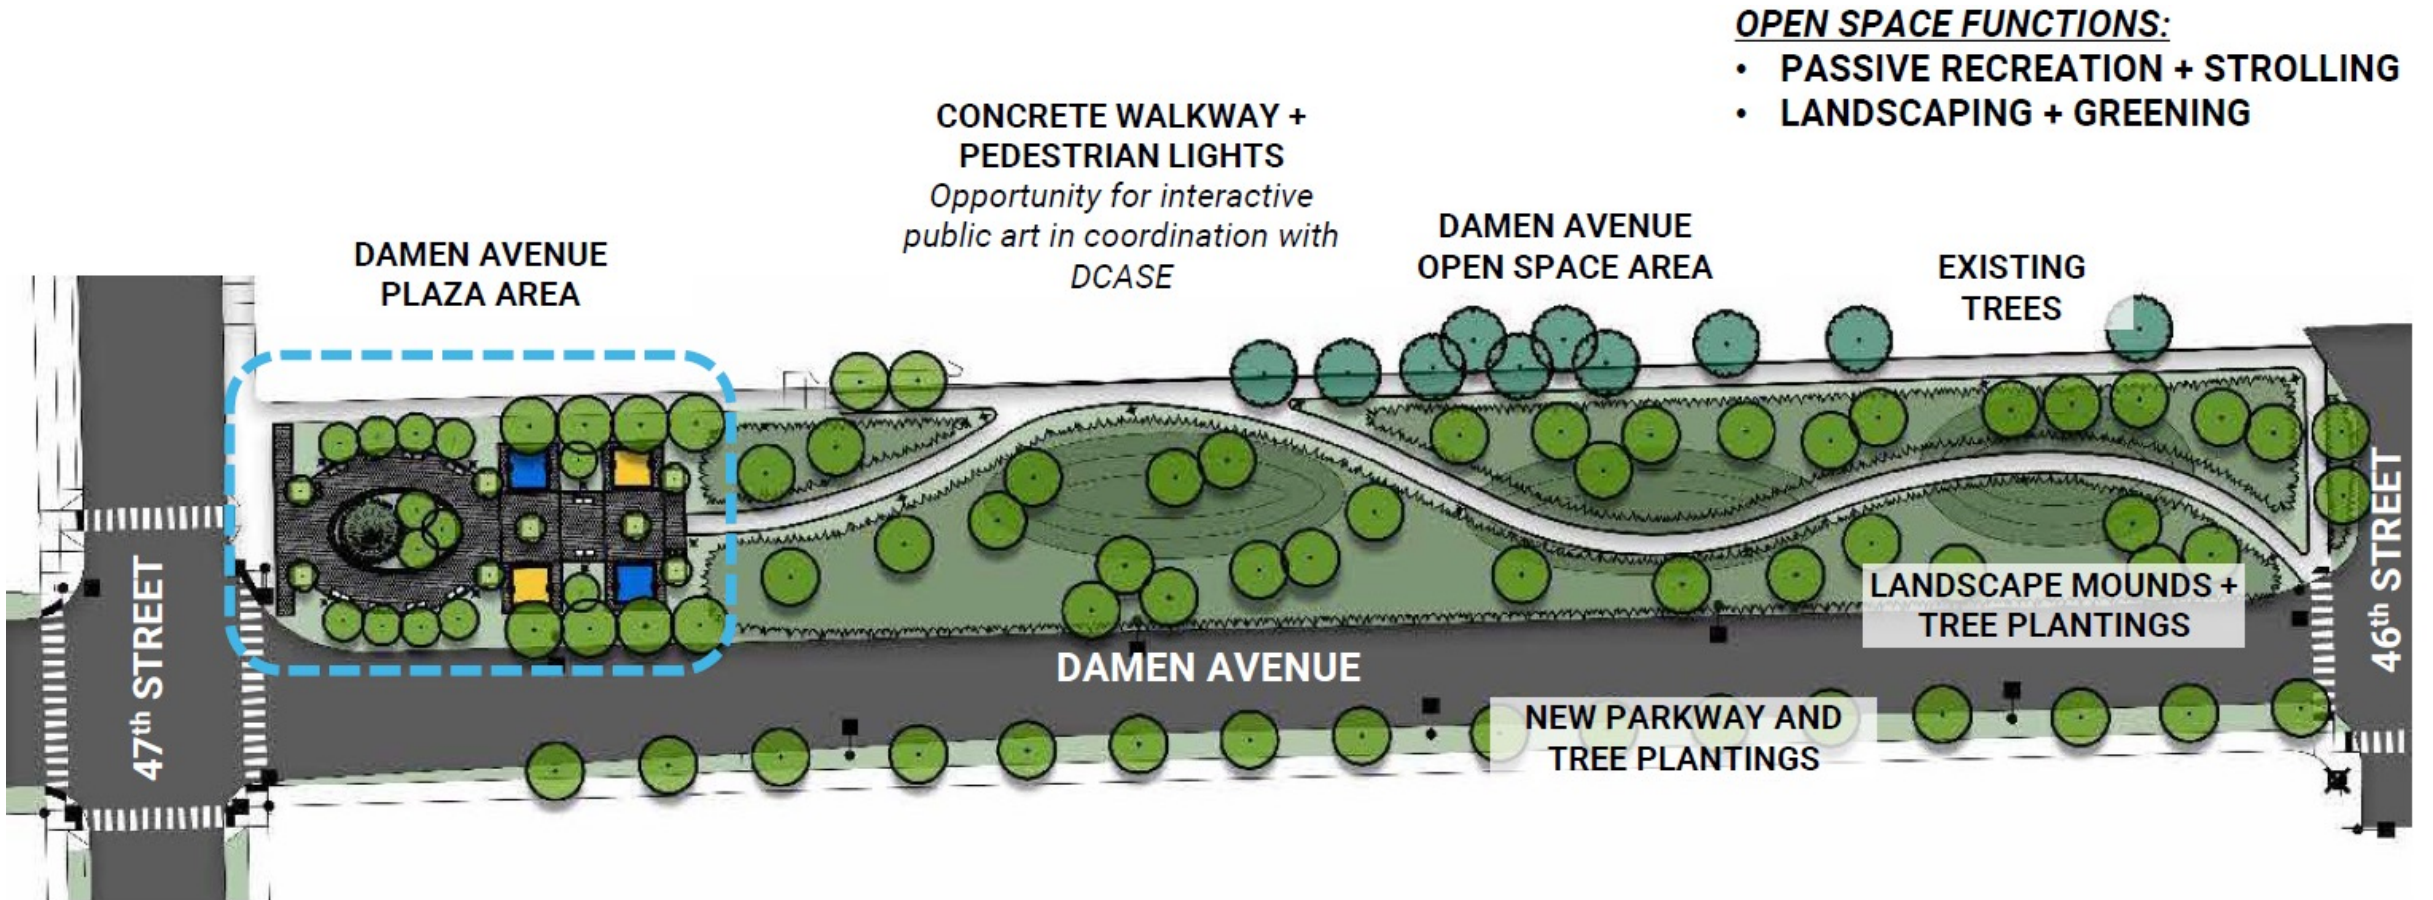 OPEN SPACE FUNCTIONS:
• PASSIVE RECREATION + STROLLING
• LANDSCAPING + GREENING
CONCRETE WALKWAY +
PEDESTRIAN LIGHTS
Opportunity for interactive
public art in coordination with
DCASE
DAMEN AVENUE
PLAZA AREA
DAMEN AVENUE
OPEN SPACE AREA
EXISTING
TREES
47th STREET
46th STREET
LANDSCAPE MOUNDS +
TREE PLANTINGS
DAMEN AVENUE
NEW PARKWAY AND
TREE PLANTINGS